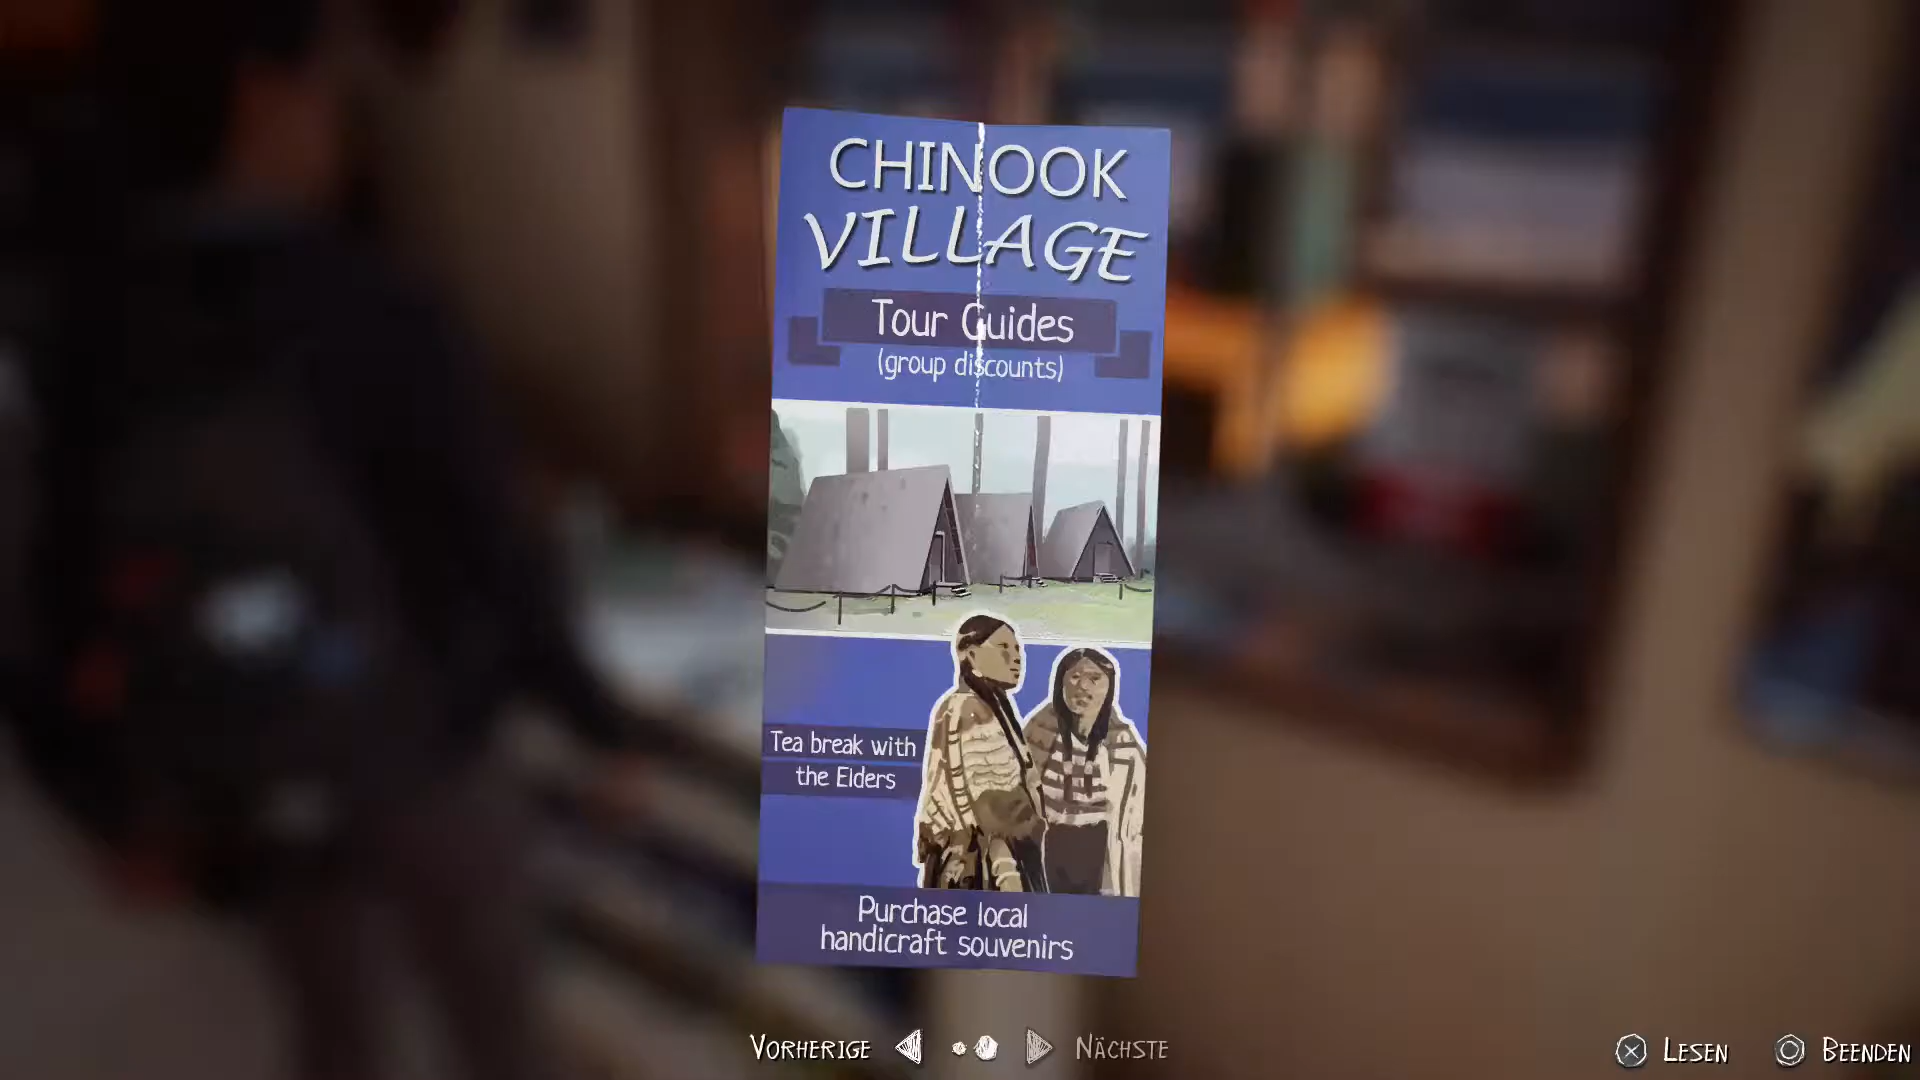 CHINOOK
VILLAGE
Tour Guides
(group discounts)
Tea break with
the Elders
Purchase local
handicraft souvenirs
VORHERIGE
NÄCHSTE
LESEN
BEENDEN